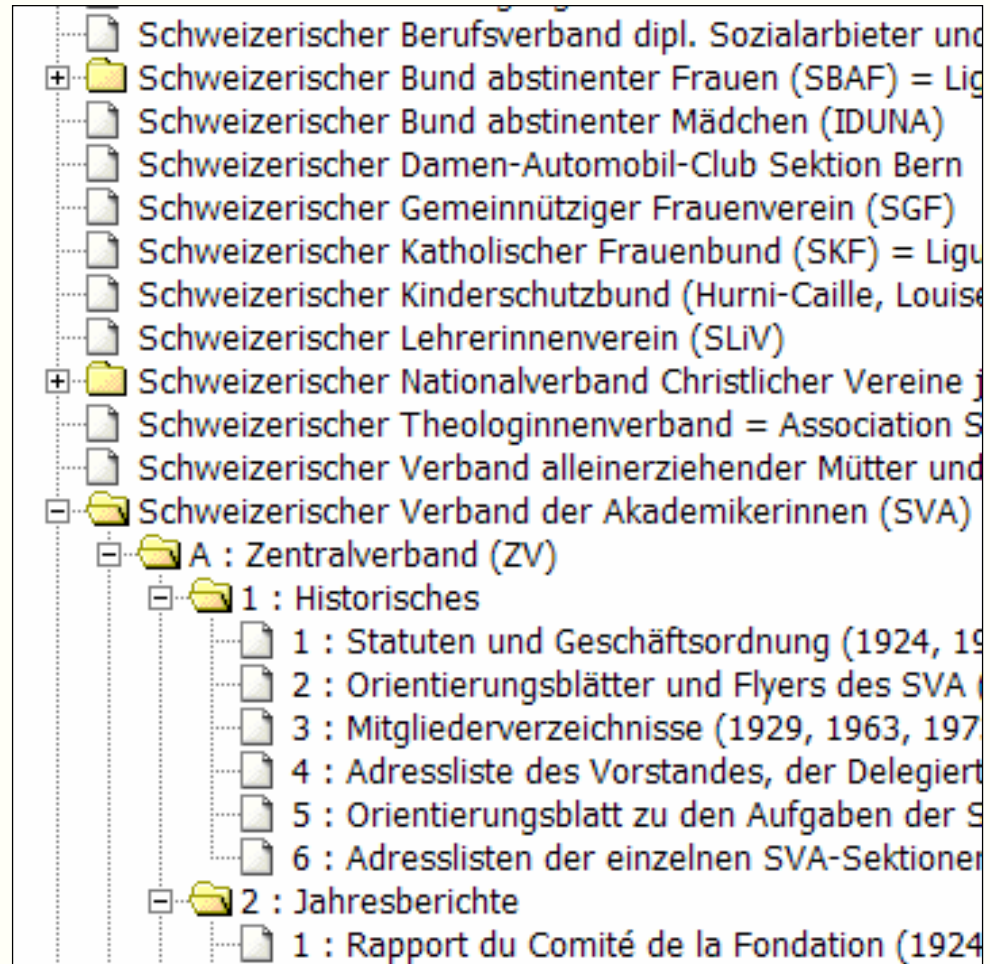 Schweizerischer Berufsverband dipl. Sozialarbieter und
Schweizerischer Bund abstinenter Frauen (SBAF) = Lig
Schweizerischer Bund abstinenter Mädchen (IDUNA)
Schweizerischer Damen-Automobil-Club Sektion Bern
Schweizerischer Gemeinnütziger Frauenverein (SGF)
Schweizerischer Katholischer Frauenbund (SKF) = Ligu
Schweizerischer Kinderschutzbund (Hurni-Caille, Louise
Schweizerischer Lehrerinnenverein (SLiV)
Schweizerischer Nationalverband Christlicher Vereine j
Schweizerischer Theologinnenverband = Association S
Schweizerischer Verband alleinerziehender Mütter und
Schweizerischer Verband der Akademikerinnen (SVA)
A : Zentralverband (ZV)
1 : Historisches
1 : Statuten und Geschäftsordnung (1924, 19
2 : Orientierungsblätter und Flyers des SVA (
3 : Mitgliederverzeichnisse (1929, 1963, 197
4 : Adressliste des Vorstandes, der Delegiert
5 : Orientierungsblatt zu den Aufgaben der S
6 : Adresslisten der einzelnen SVA-Sektionen
2 : Jahresberichte
1 : Rapport du Comité de la Fondation (1924